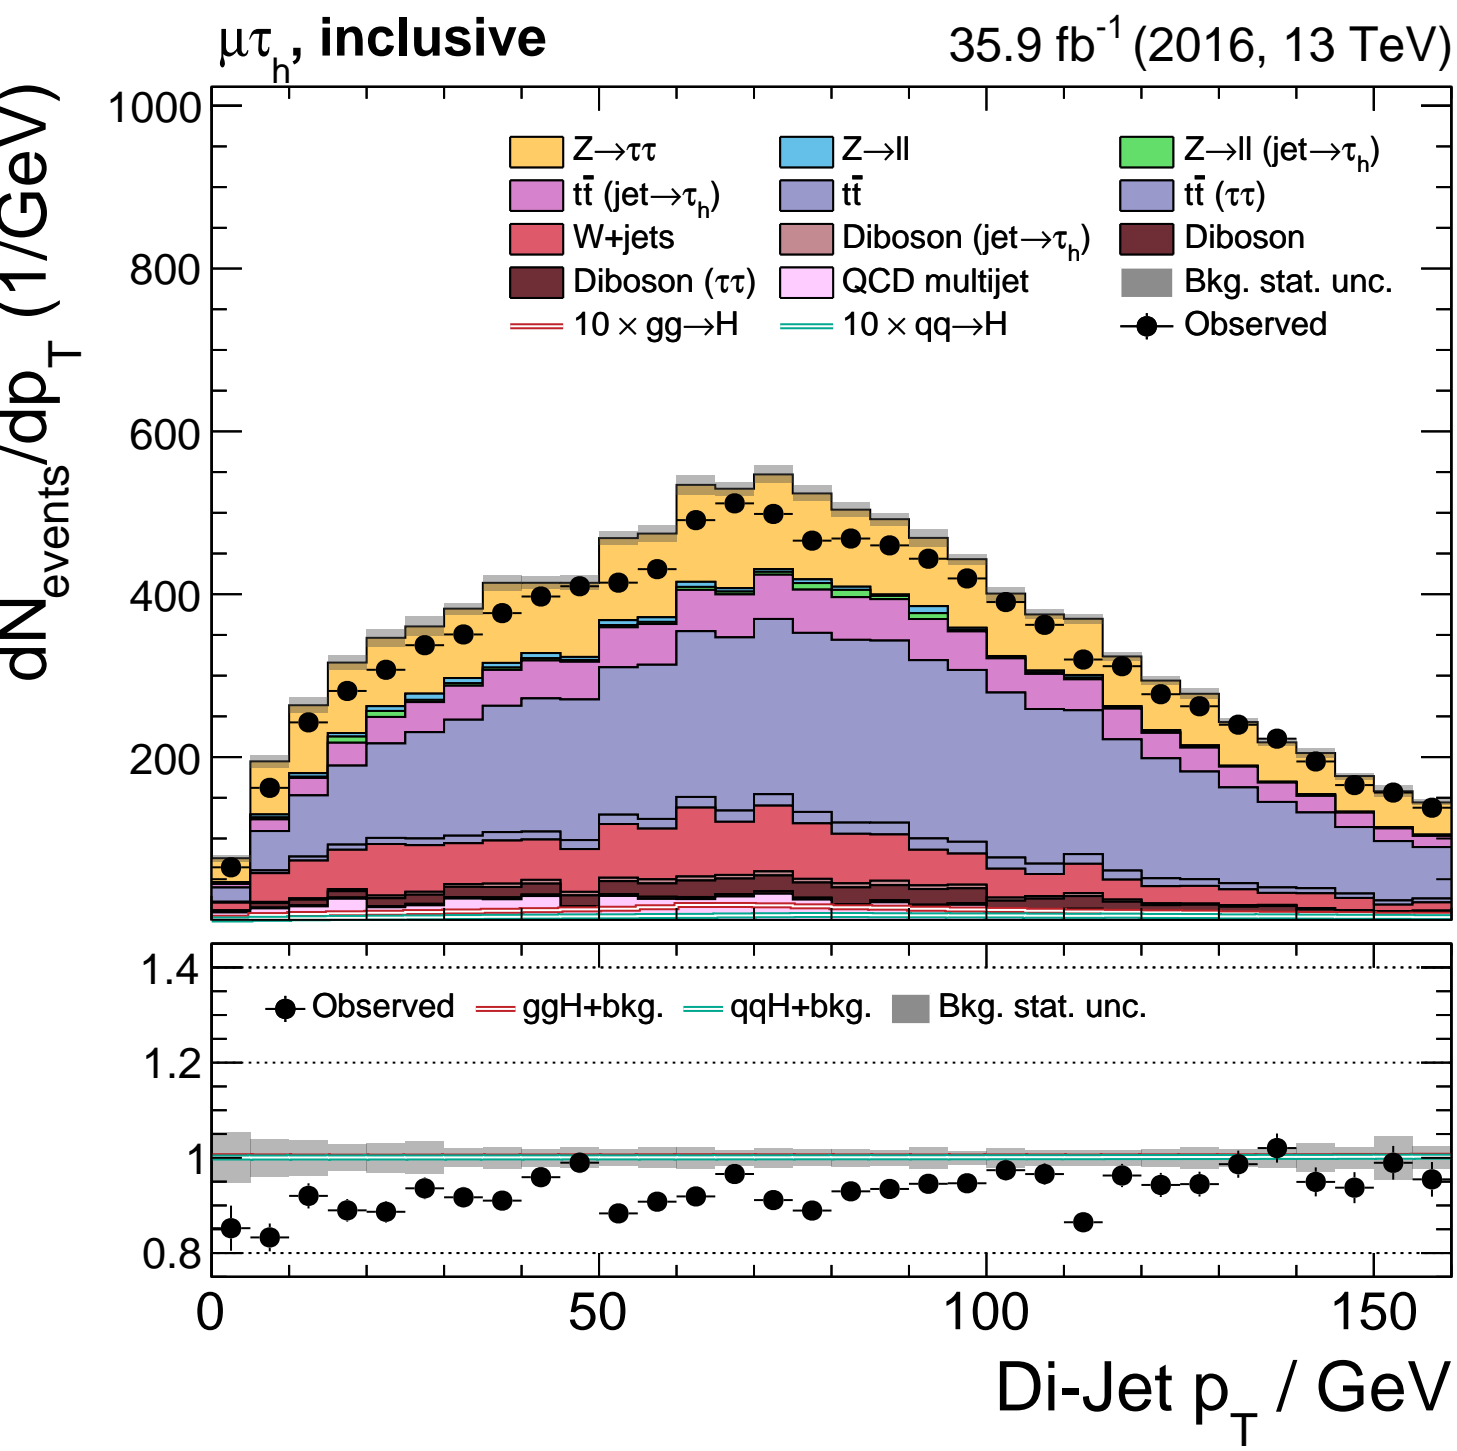 μτh, inclusive 35.9 fb-1 (2016, 13 TeV)
dNevents/dpT (1/GeV)
1000
800
600
400
200
Z→ττ Z→ll Z→ll (jet→τh)
tt̄ (jet→τh) tt̄ tt̄ (ττ)
W+jets Diboson (jet→τh) Diboson
Diboson (ττ) QCD multijet Bkg. stat. unc.
10 × gg→H 10 × qq→H Observed
1.4
Observed ggH+bkg. qqH+bkg. Bkg. stat. unc.
1.2
1
0.8
0 50 100 150
Di-Jet pT / GeV